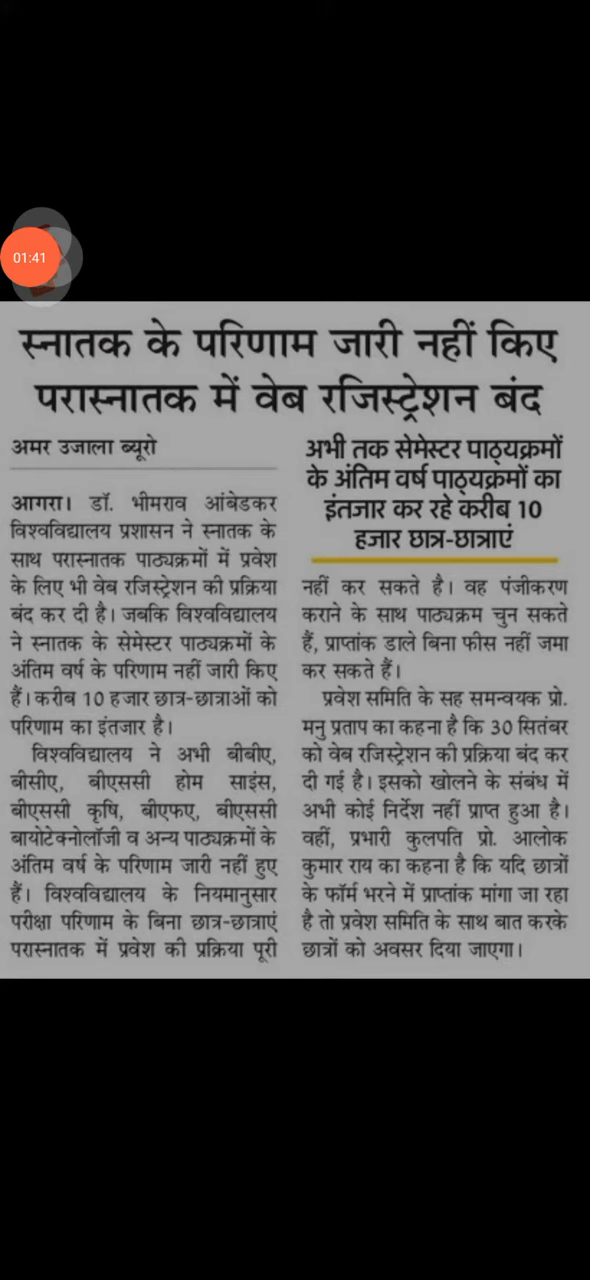 01:41
स्नातक के परिणाम जारी नहीं किए
परास्नातक में वेब रजिस्ट्रेशन बंद
अमर उजाला ब्यूरो
आगरा। डॉ. भीमराव आंबेडकर
विश्वविद्यालय प्रशासन ने स्नातक के
साथ परास्नातक पाठ्यक्रमों में प्रवेश
के लिए भी वेब रजिस्ट्रेशन की प्रक्रिया
बंद कर दी है। जबकि विश्वविद्यालय
ने स्नातक के सेमेस्टर पाठ्यक्रमों के
अंतिम वर्ष के परिणाम नहीं जारी किए
हैं। करीब 10 हजार छात्र-छात्राओं को
परिणाम का इंतजार है।
विश्वविद्यालय ने अभी बीबीए,
बीसीए, बीएससी होम साइंस,
बीएससी कृषि, बीएफए, बीएससी
बायोटेक्नोलॉजी व अन्य पाठ्यक्रमों के
अंतिम वर्ष के परिणाम जारी नहीं हुए
हैं। विश्वविद्यालय के नियमानुसार
परीक्षा परिणाम के बिना छात्र-छात्राएं
परास्नातक में प्रवेश की प्रक्रिया पूरी
अभी तक सेमेस्टर पाठ्यक्रमों
के अंतिम वर्ष पाठ्यक्रमों का
इंतजार कर रहे करीब 10
हजार छात्र-छात्राएं
नहीं कर सकते है। वह पंजीकरण
कराने के साथ पाठ्यक्रम चुन सकते
हैं, प्राप्तांक डाले बिना फीस नहीं जमा
कर सकते हैं।
प्रवेश समिति के सह समन्वयक प्रो.
मनु प्रताप का कहना है कि 30 सितंबर
को वेब रजिस्ट्रेशन की प्रक्रिया बंद कर
दी गई है। इसको खोलने के संबंध में
अभी कोई निर्देश नहीं प्राप्त हुआ है।
वहीं, प्रभारी कुलपति प्रो. आलोक
कुमार राय का कहना है कि यदि छात्रों
के फॉर्म भरने में प्राप्तांक मांगा जा रहा
है तो प्रवेश समिति के साथ बात करके
छात्रों को अवसर दिया जाएगा।